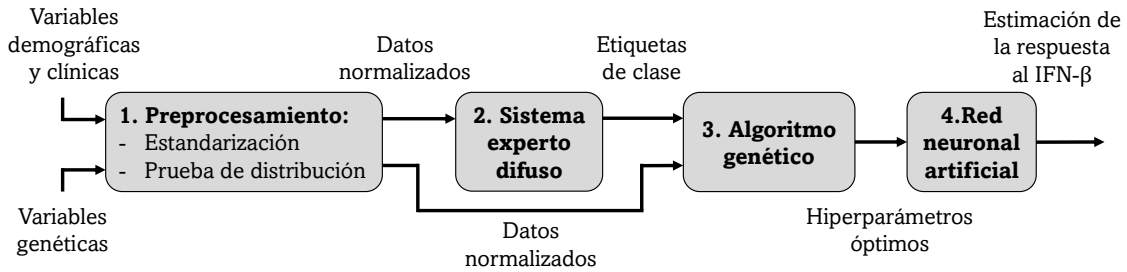 Variables
demográficas
y clínicas
Variables
genéticas
1. Preprocesamiento:
- Estandarización
- Prueba de distribución
Datos
normalizados
2. Sistema
experto
difuso
Datos
normalizados
Etiquetas
de clase
3. Algoritmo
genético
Hiperparámetros
óptimos
4.Red
neuronal
artificial
Estimación de
la respuesta
al IFN-β